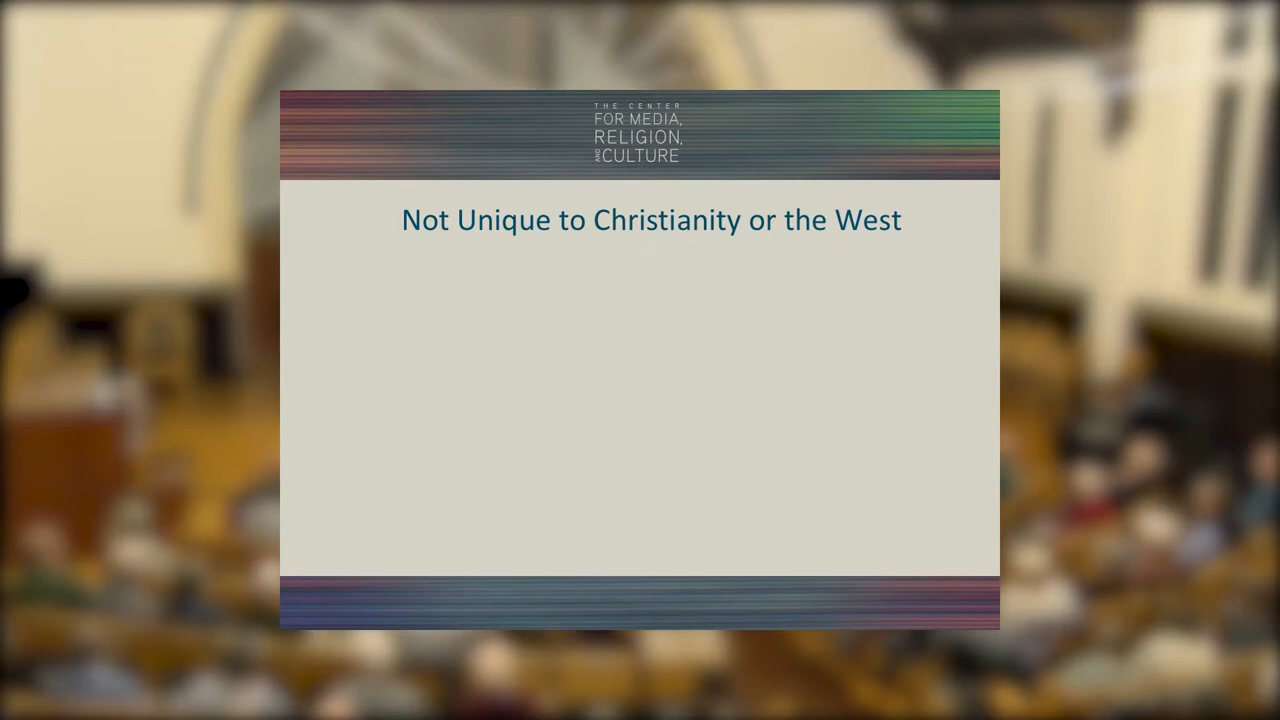 THE CENTER
FOR MEDIA,
RELIGION,
AND CULTURE
Not Unique to Christianity or the West